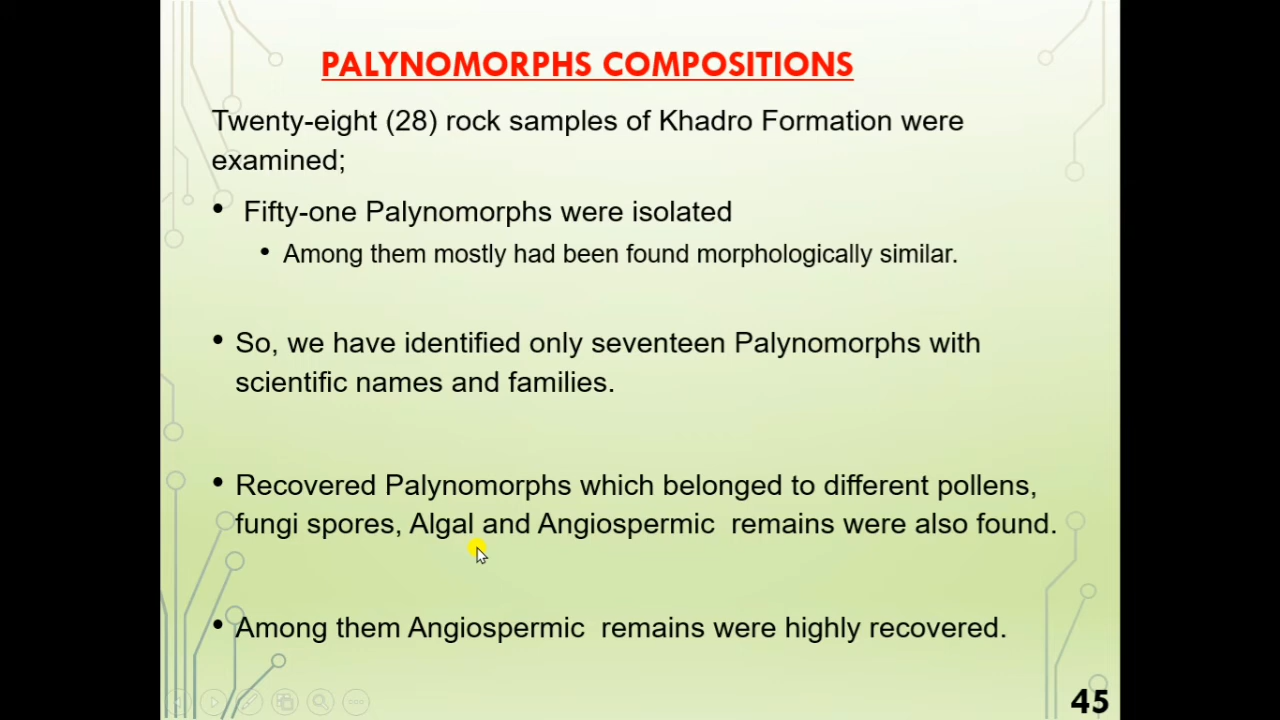 PALYNOMORPHS COMPOSITIONS
Twenty-eight (28) rock samples of Khadro Formation were
examined;
• Fifty-one Palynomorphs were isolated
• Among them mostly had been found morphologically similar.
• So, we have identified only seventeen Palynomorphs with
scientific names and families.
• Recovered Palynomorphs which belonged to different pollens,
fungi spores, Algal and Angiospermic remains were also found.
• Among them Angiospermic remains were highly recovered.
45